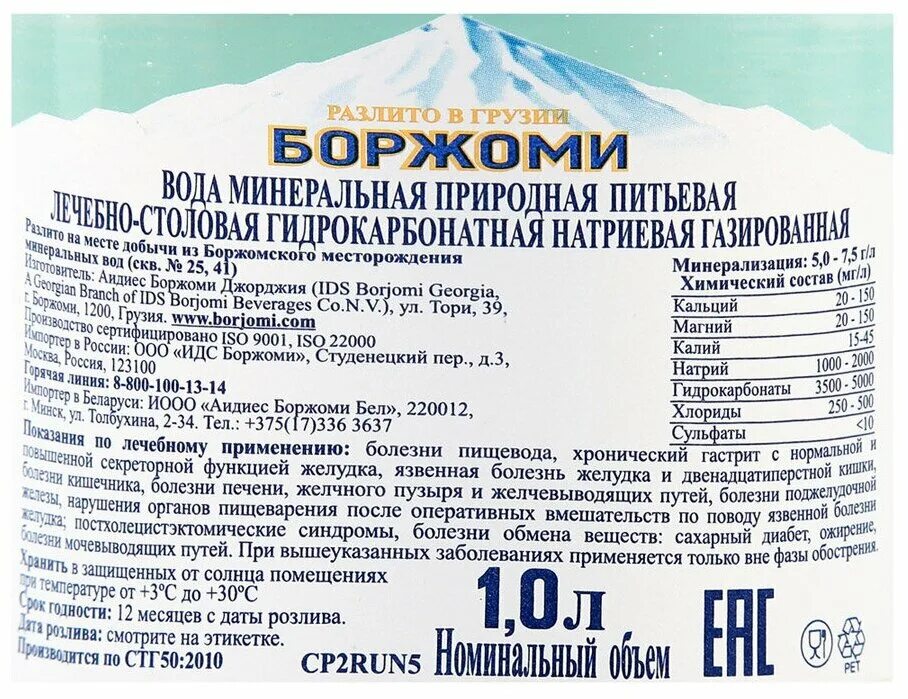 РАЗЛИТО В ГРУЗИИ
БОРЖОМИ
ВОДА МИНЕРАЛЬНАЯ ПРИРОДНАЯ ПИТЬЕВАЯ
ЛЕЧЕБНО-СТОЛОВАЯ ГИДРОКАРБОНАТНАЯ НАТРИЕВАЯ ГАЗИРОВАННАЯ
Разлито на месте добычи из Боржомского месторождения
минеральных вод (скв. № 25, 41)
Изготовитель: Аидиес Боржоми Джорджия (IDS Borjomi Georgia,
A Georgian Branch of IDS Borjomi Beverages Co.N.V.), ул. Тори, 39,
г. Боржоми, 1200, Грузия. www.borjomi.com
Производство сертифицировано ISO 9001, ISO 22000
Импортер в России: ООО «ИДС Боржоми», Студенецкий пер., д.3,
Москва, Россия, 123100
Горячая линия: 8-800-100-13-14
Импортер в Беларуси: ИООО «Аидиес Боржоми Бел», 220012,
г. Минск, ул. Толбухина, 2-34. Тел.: +375(17)336 3637
Минерализация: 5,0 - 7,5 г/л
Химический состав (мг/л)
Кальций 20 - 150
Магний 20 - 150
Калий 15-45
Натрий 1000 - 2000
Гидрокарбонаты 3500 - 5000
Хлориды 250 - 500
Сульфаты <10
Показания по лечебному применению: болезни пищевода, хронический гастрит с нормальной и
повышенной секреторной функцией желудка, язвенная болезнь желудка и двенадцатиперстной кишки,
болезни кишечника, болезни печени, желчного пузыря и желчевыводящих путей, болезни поджелудочной
железы, нарушения органов пищеварения после оперативных вмешательств по поводу язвенной болезни
желудка; постхолецистэктомические синдромы, болезни обмена веществ: сахарный диабет, ожирение,
болезни мочевыводящих путей. При вышеуказанных заболеваниях применяется только вне фазы обострения.
Хранить в защищенных от солнца помещениях
при температуре от +3°С до +30°С
Срок годности: 12 месяцев с даты розлива.
Дата розлива: смотрите на этикетке.
Производится по СТГ50:2010
CP2RUN5
1,0 л
Номинальный объем
EAC
PET